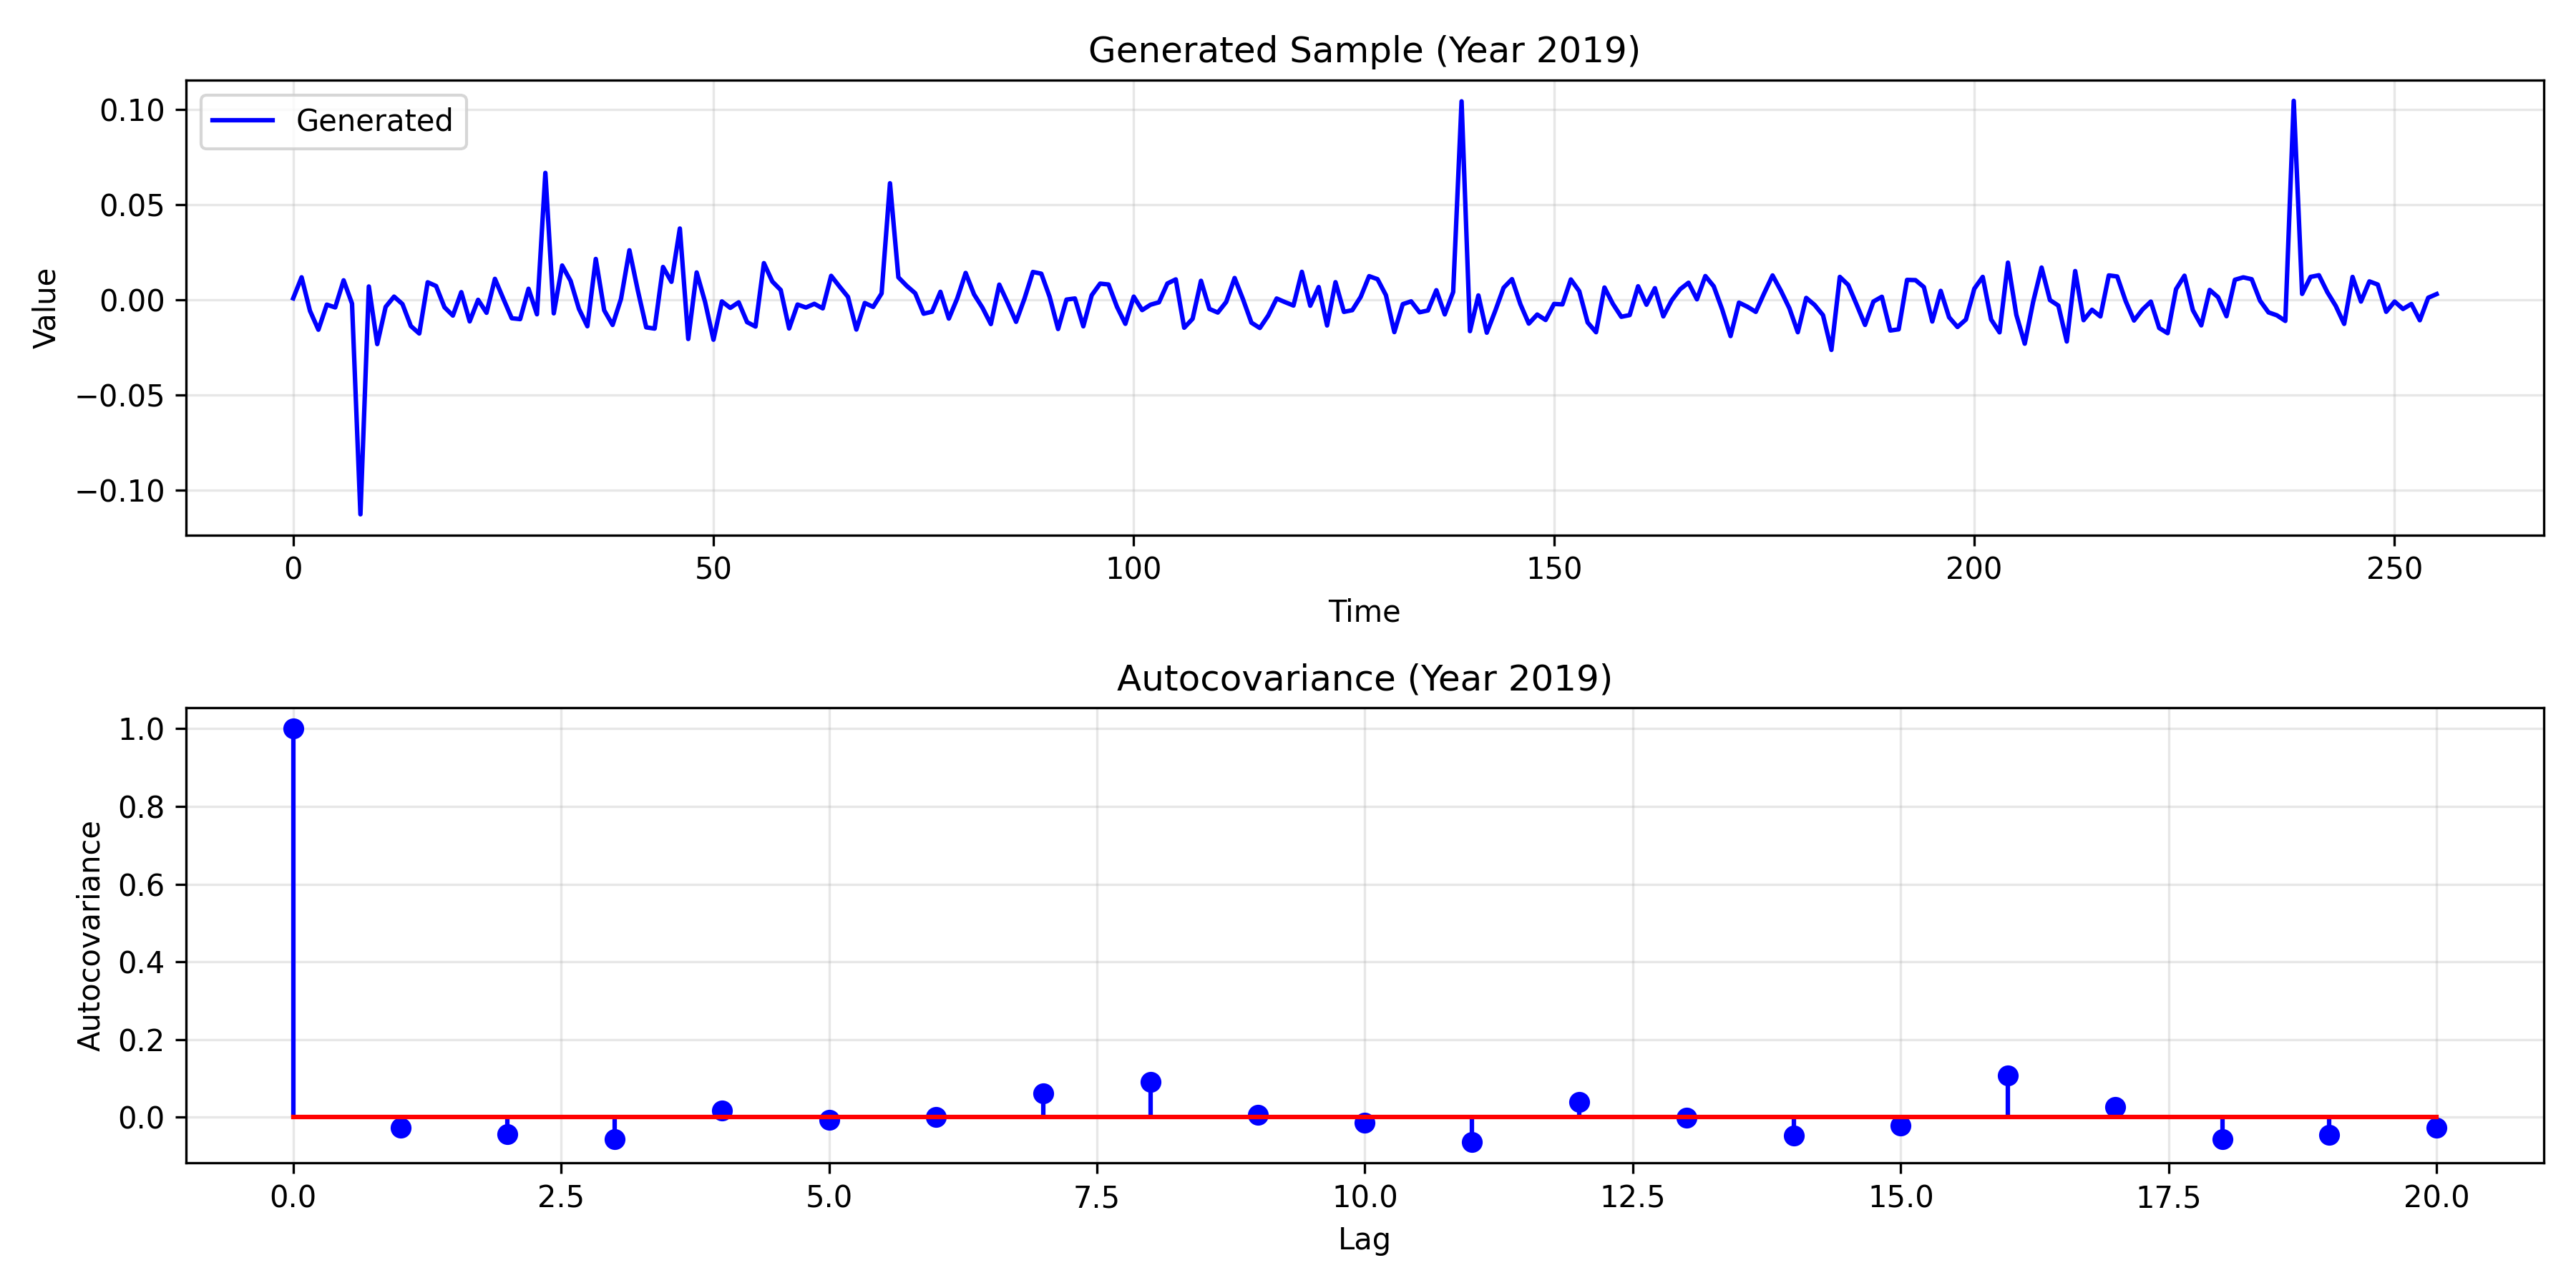 Generated Sample (Year 2019)
Generated
0.10
0.05
0.00
−0.05
−0.10
Value
0 50 100 150 200 250
Time
Autocovariance (Year 2019)
1.0
0.8
0.6
0.4
0.2
0.0
Autocovariance
0.0 2.5 5.0 7.5 10.0 12.5 15.0 17.5 20.0
Lag